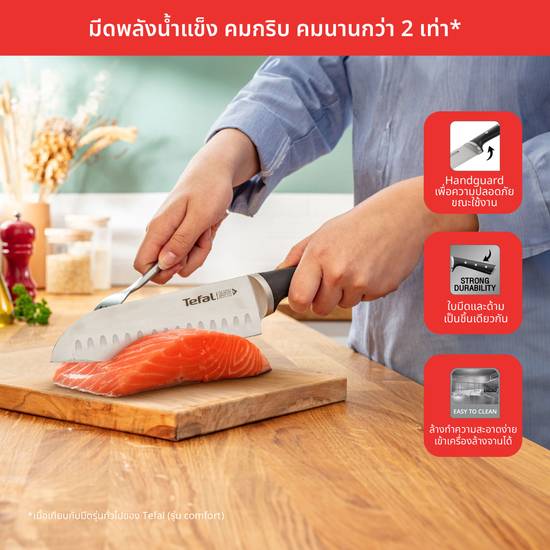 มีดพลังน้ำแข็ง คมกริบ คมนานกว่า 2 เท่า*
Handguard
เพื่อความปลอดภัย
ขณะใช้งาน
Tefal
STRONG
DURABILITY
ใบมีดและด้าม
เป็นชิ้นเดียวกัน
EASY TO CLEAN
ล้างทำความสะอาดง่าย
เข้าเครื่องล้างจานได้
*เมื่อเทียบกับมีดรุ่นทั่วไปของ Tefal (รุ่น comfort)